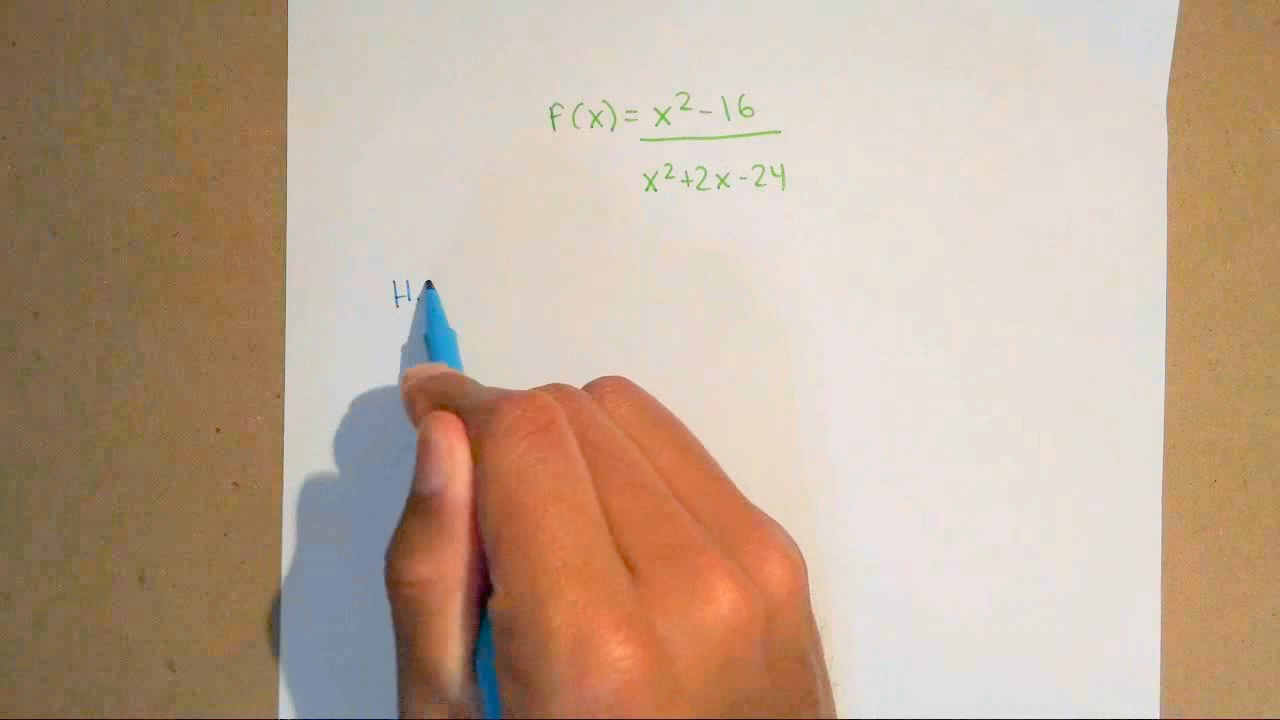 F(x) = x² - 16
x² + 2x - 24
H.